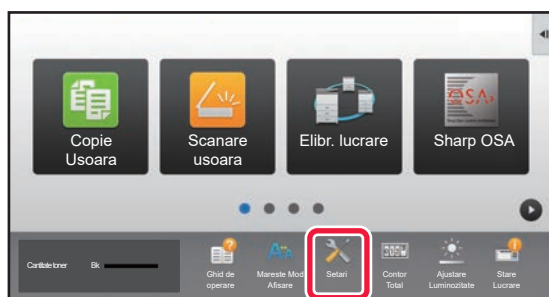 Copie
Usoara
Scanare
usoara
Elibr. lucrare
Sharp OSA
OSA
Cantitate toner
Bk
Ghid de
operare
Mareste Mod
Afisare
Setari
Contor
Total
Ajustare
Luminozitate
Stare
Lucrare